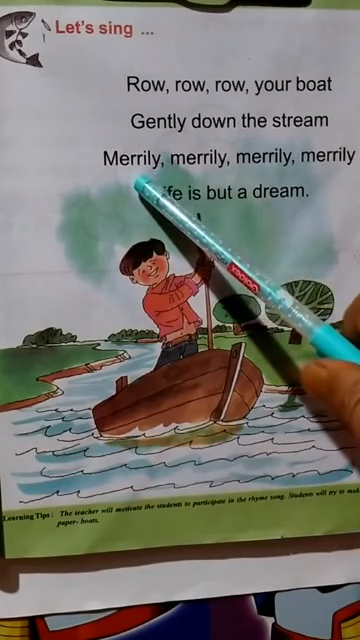 Let's sing ...
Row, row, row, your boat
Gently down the stream
Merrily, merrily, merrily, merrily
ife is but a dream.
Learning Tips : The teacher will motivate the students to participate in the rhyme song. Students will try to mak
paper- boats.